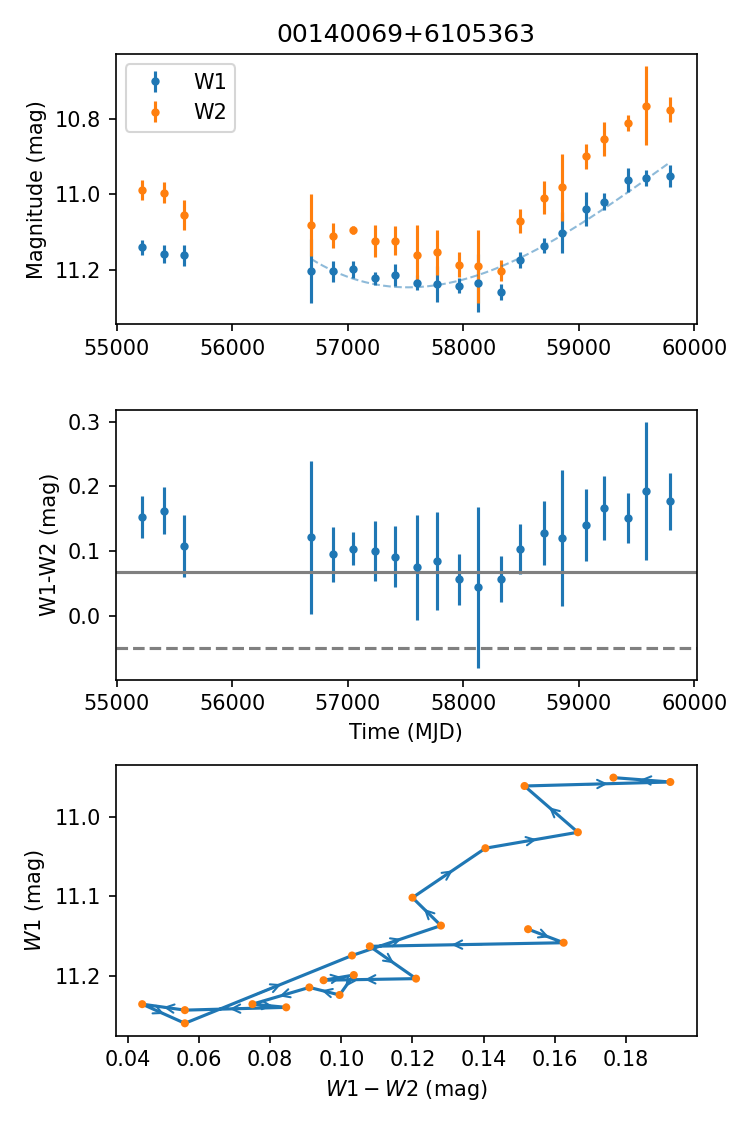 00140069+6105363
W1
W2
Magnitude (mag)
10.8
11.0
11.2
55000 56000 57000 58000 59000 60000
W1-W2 (mag)
0.3
0.2
0.1
0.0
55000 56000 57000 58000 59000 60000
Time (MJD)
W1 (mag)
11.0
11.1
11.2
0.04 0.06 0.08 0.10 0.12 0.14 0.16 0.18
W1 − W2 (mag)